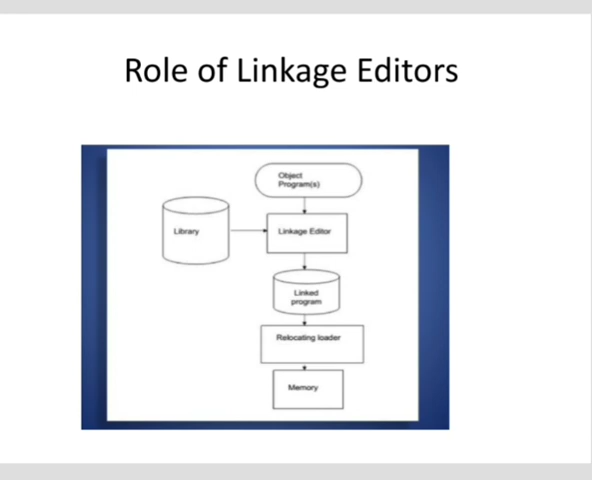 Role of Linkage Editors
Object
Program(s)
Library
Linkage Editor
Linked
program
Relocating loader
Memory